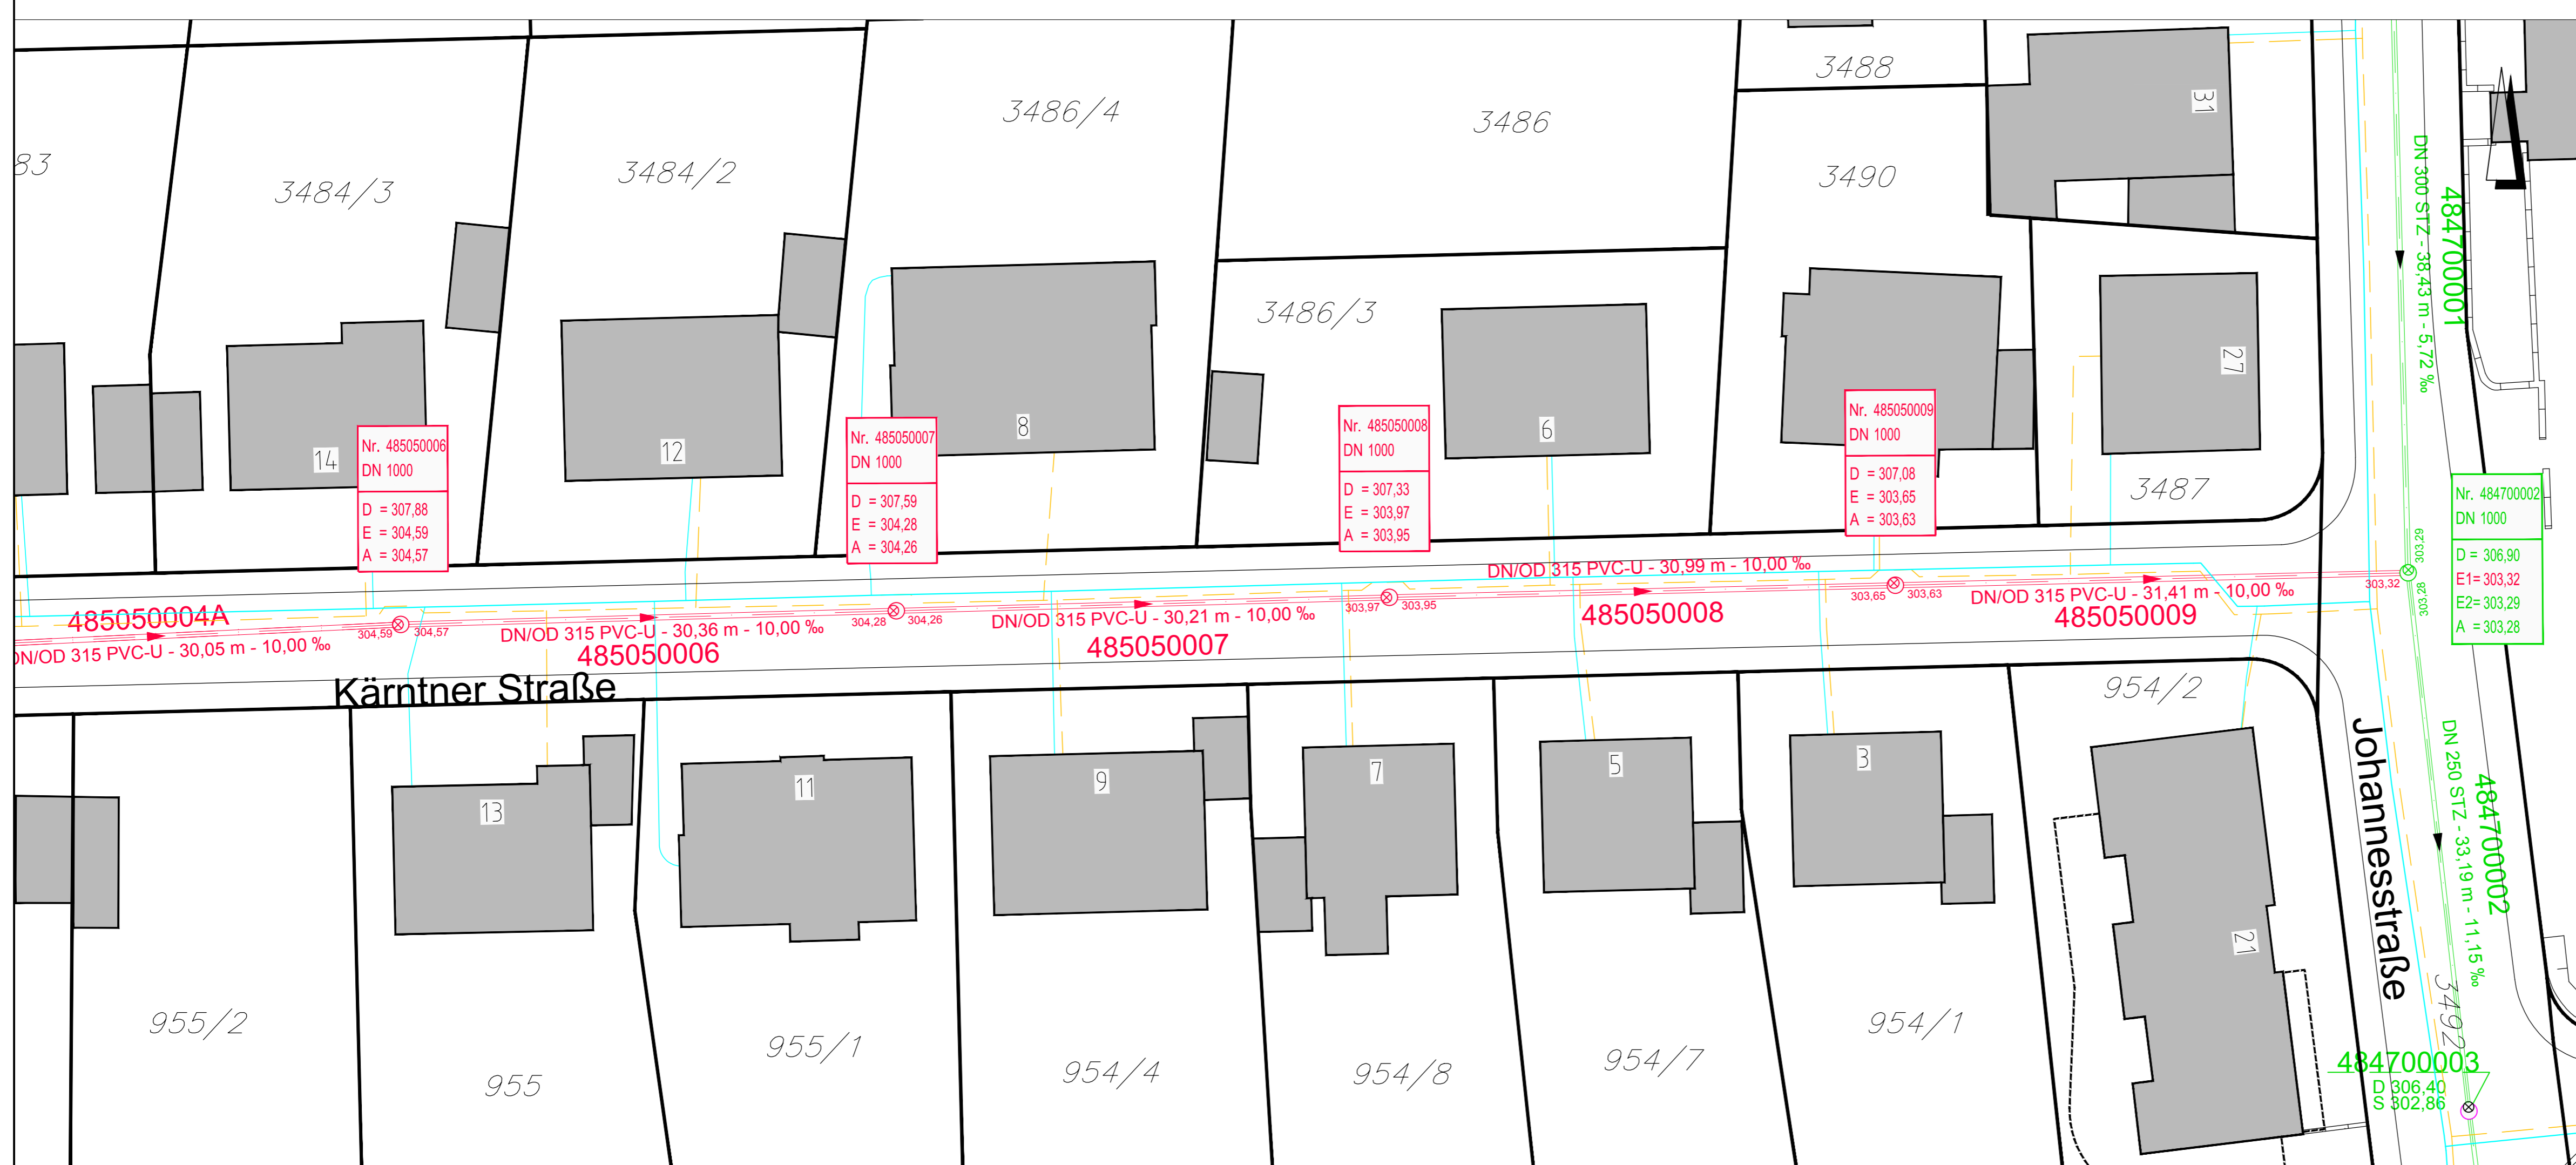 3488
3486/4
3486
31
83
3484/3
3484/2
3490
DN 300 STZ - 38,43 m - 5,72 ‰
484700001
3486/3
27
14
12
8
6
3487
Nr. 485050006
DN 1000
D = 307,88
E = 304,59
A = 304,57
Nr. 485050007
DN 1000
D = 307,59
E = 304,28
A = 304,26
Nr. 485050008
DN 1000
D = 307,33
E = 303,97
A = 303,95
Nr. 485050009
DN 1000
D = 307,08
E = 303,65
A = 303,63
Nr. 484700002
DN 1000
D = 306,90
E1= 303,32
E2= 303,29
A = 303,28
485050004A
DN/OD 315 PVC-U - 30,05 m - 10,00 ‰
304,59
304,57
DN/OD 315 PVC-U - 30,36 m - 10,00 ‰
485050006
304,28
304,26
DN/OD 315 PVC-U - 30,21 m - 10,00 ‰
485050007
303,97
303,95
DN/OD 315 PVC-U - 30,99 m - 10,00 ‰
485050008
303,65
303,63
DN/OD 315 PVC-U - 31,41 m - 10,00 ‰
485050009
303,32
303,29
303,28
Kärntner Straße
954/2
Johannesstraße
DN 250 STZ - 33,19 m - 11,15 ‰
484700002
13
11
9
7
5
3
21
955/2
955
955/1
954/4
954/8
954/7
954/1
3492
484700003
D 306,40
S 302,86